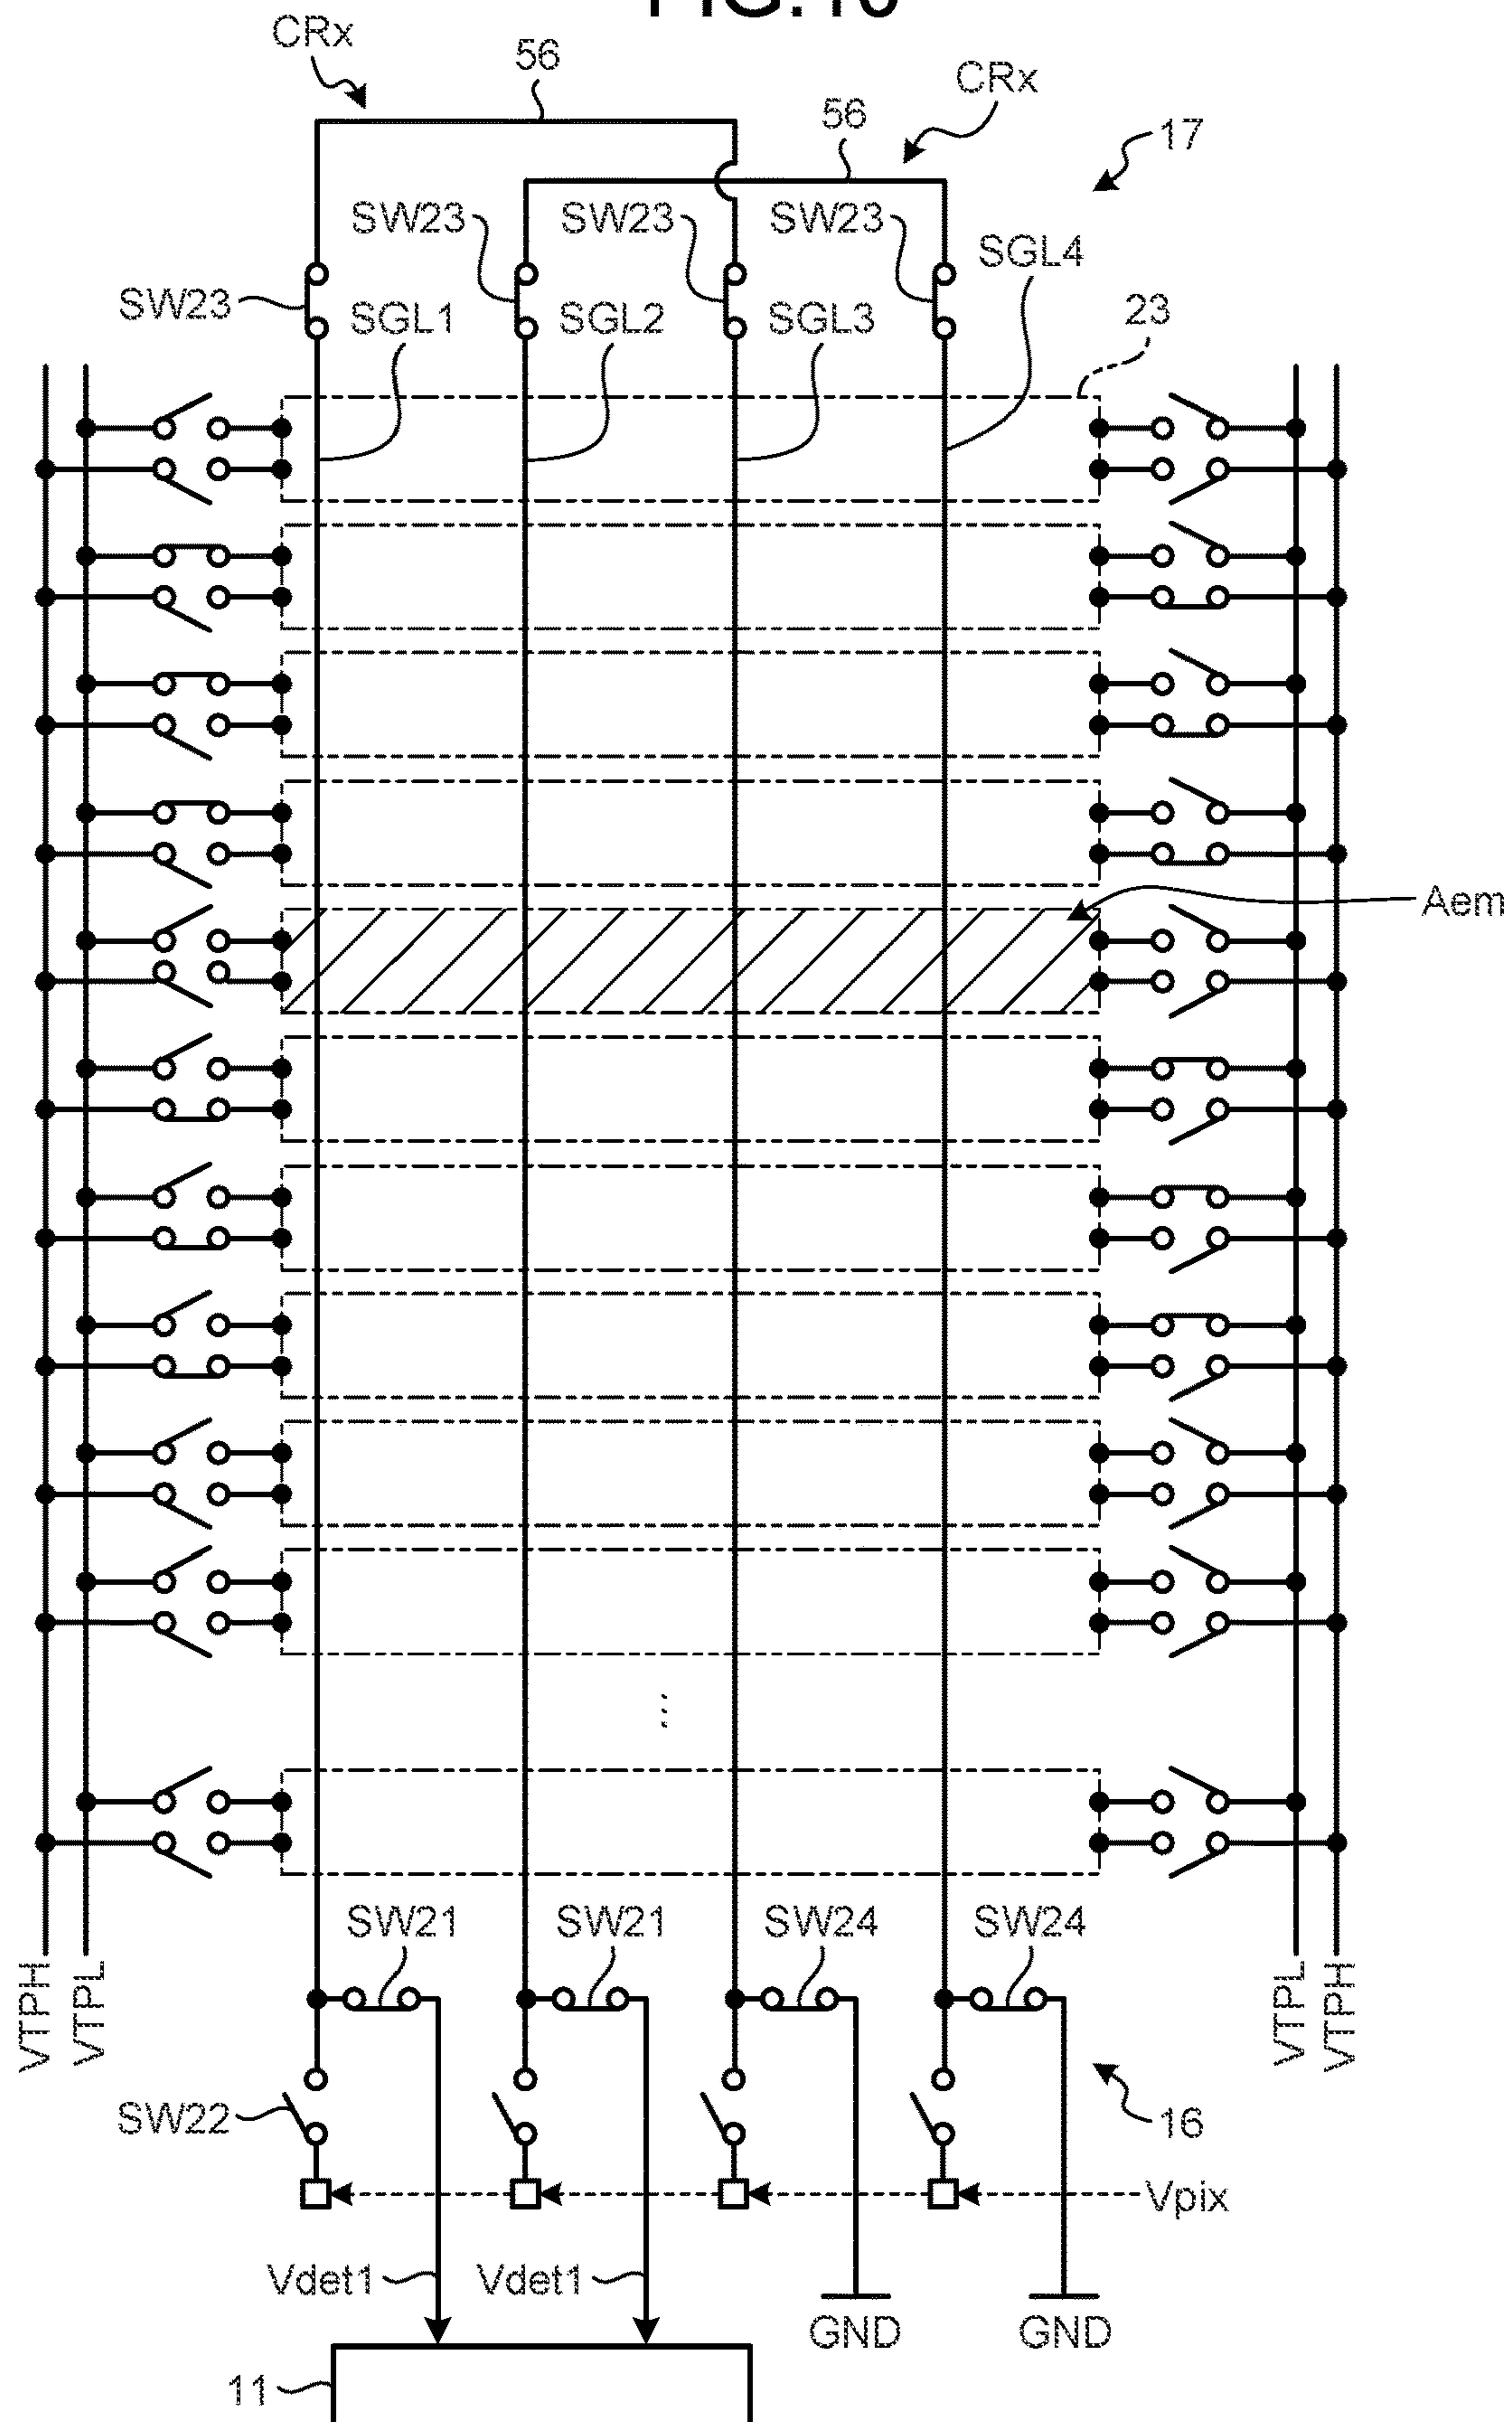 CRx
56
CRx
56
17
SW23
SW23
SW23
SGL4
SW23
SGL1
SGL2
SGL3
23
Aem
SW21
SW21
SW24
SW24
VTPH
VTPL
VTPL
VTPH
SW22
16
Vpix
Vdet1
Vdet1
GND
GND
11